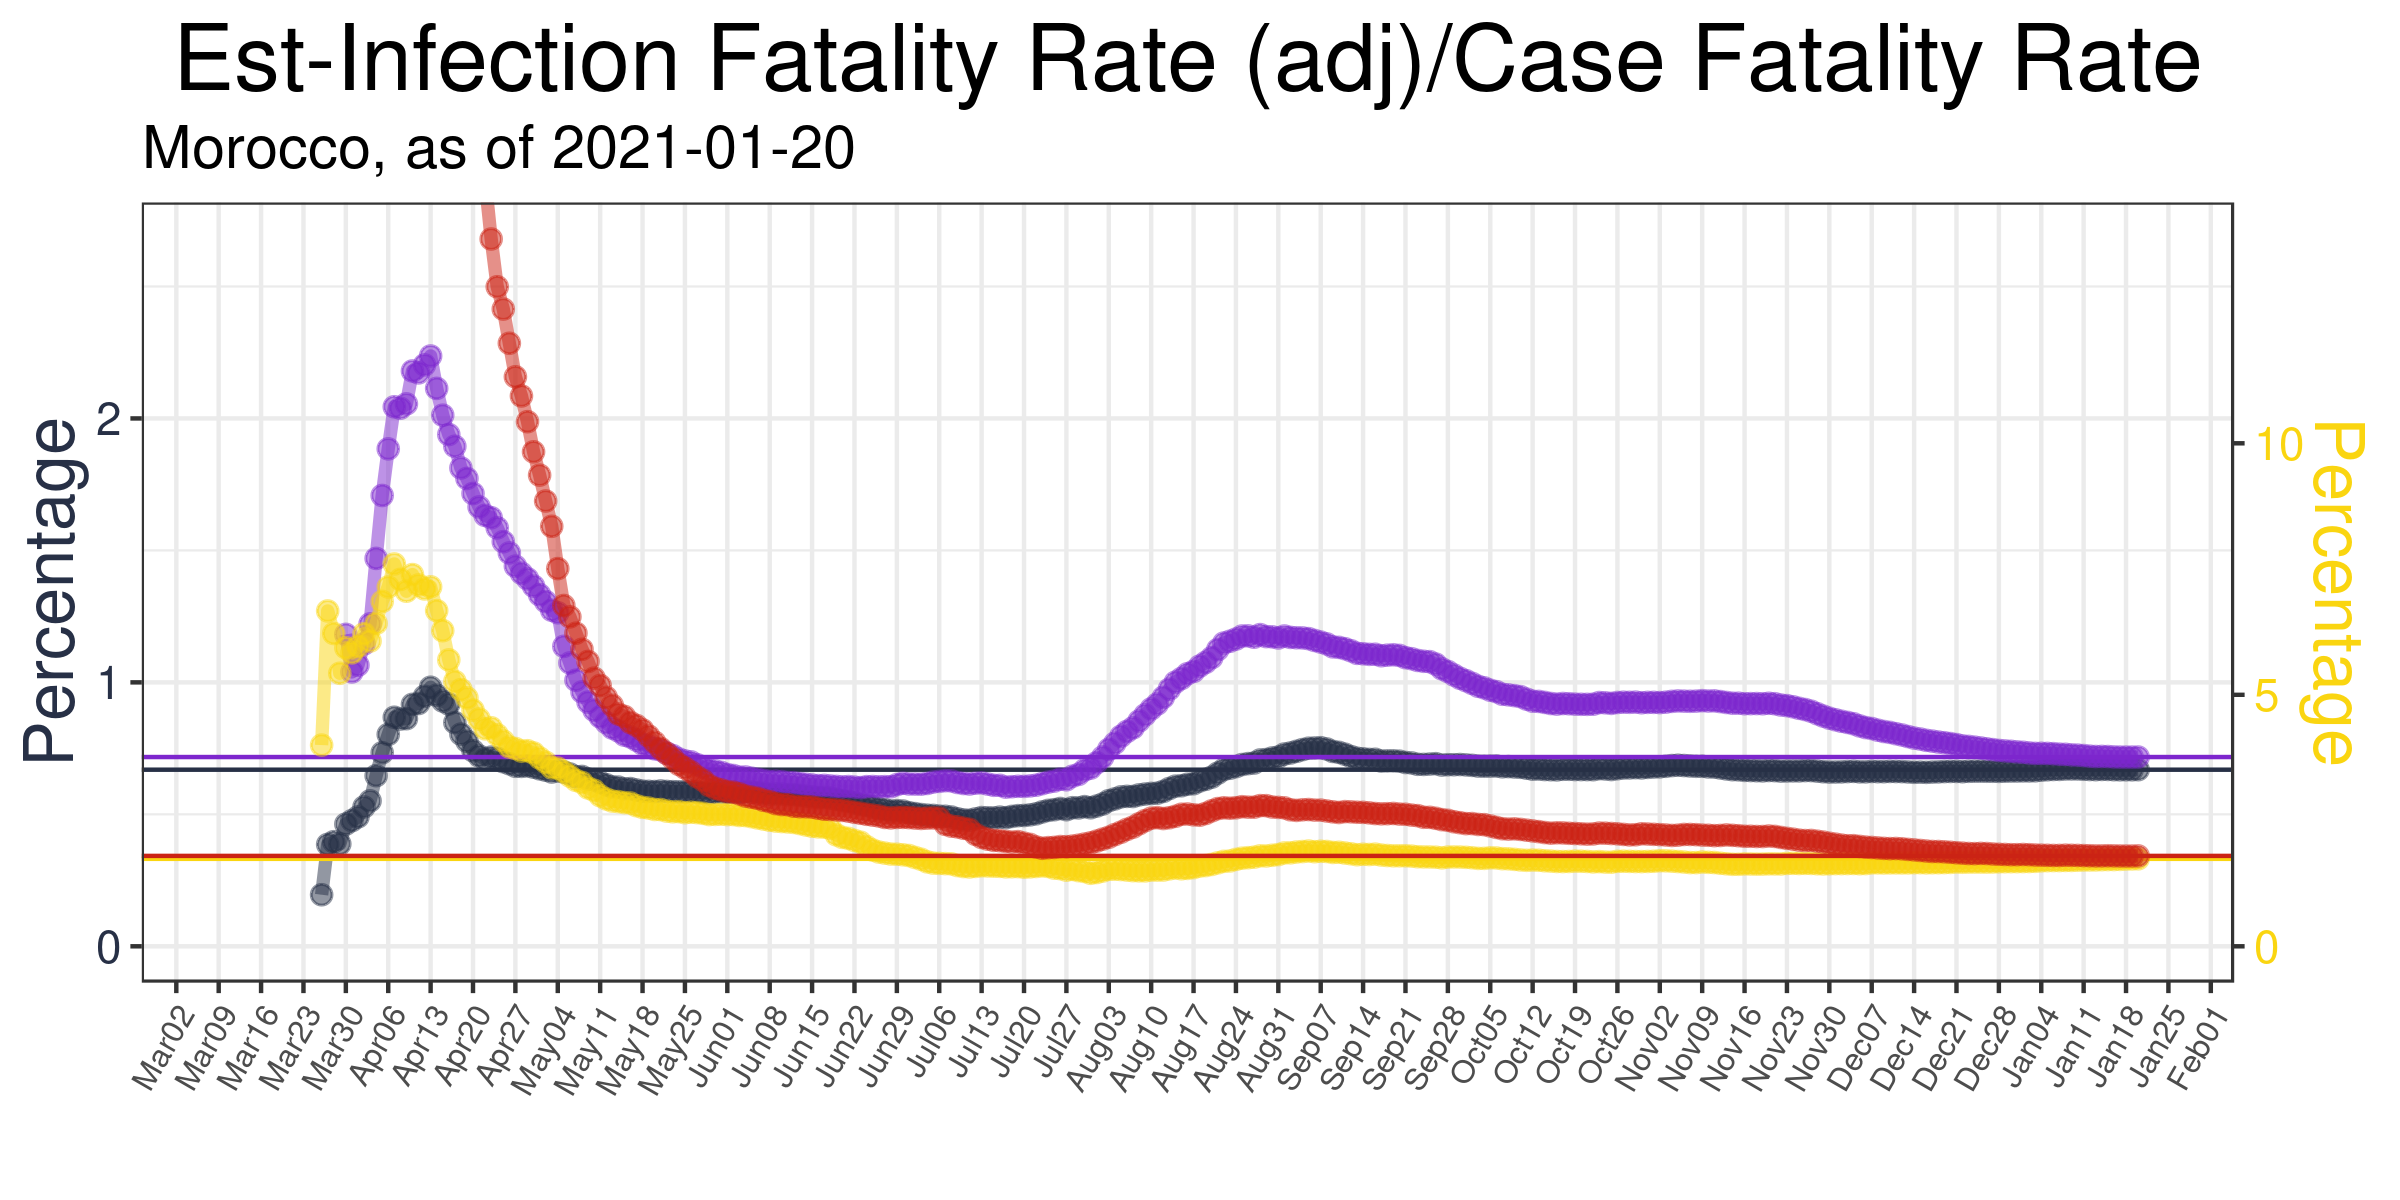 Est-Infection Fatality Rate (adj)/Case Fatality Rate
Morocco, as of 2021-01-20
Percentage
2
1
0
Percentage
10
5
0
Mar02
Mar09
Mar16
Mar23
Mar30
Apr06
Apr13
Apr20
Apr27
May04
May11
May18
May25
Jun01
Jun08
Jun15
Jun22
Jun29
Jul06
Jul13
Jul20
Jul27
Aug03
Aug10
Aug17
Aug24
Aug31
Sep07
Sep14
Sep21
Sep28
Oct05
Oct12
Oct19
Oct26
Nov02
Nov09
Nov16
Nov23
Nov30
Dec07
Dec14
Dec21
Dec28
Jan04
Jan11
Jan18
Jan25
Feb01